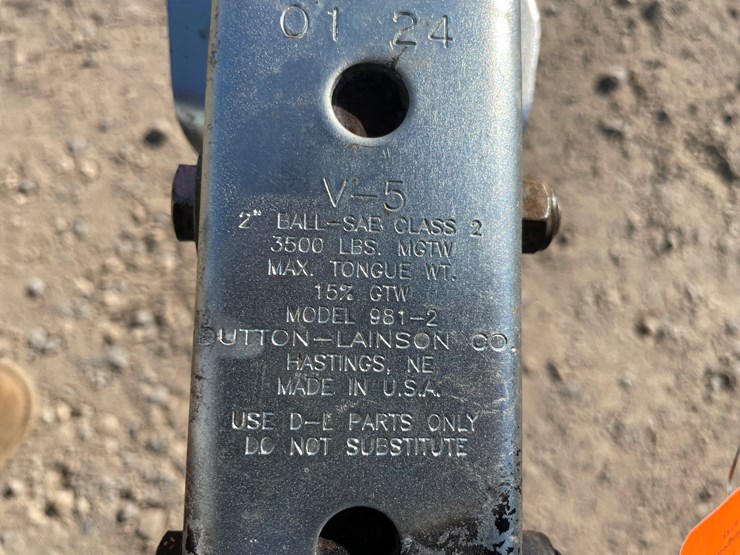 01 24
V-5
2" BALL-SAE CLASS 2
3500 LBS. MGTW
MAX. TONGUE WT.
15% GTW
MODEL 981-2
DUTTON-LAINSON CO.
HASTINGS, NE
MADE IN U.S.A.
USE D-L PARTS ONLY
DO NOT SUBSTITUTE